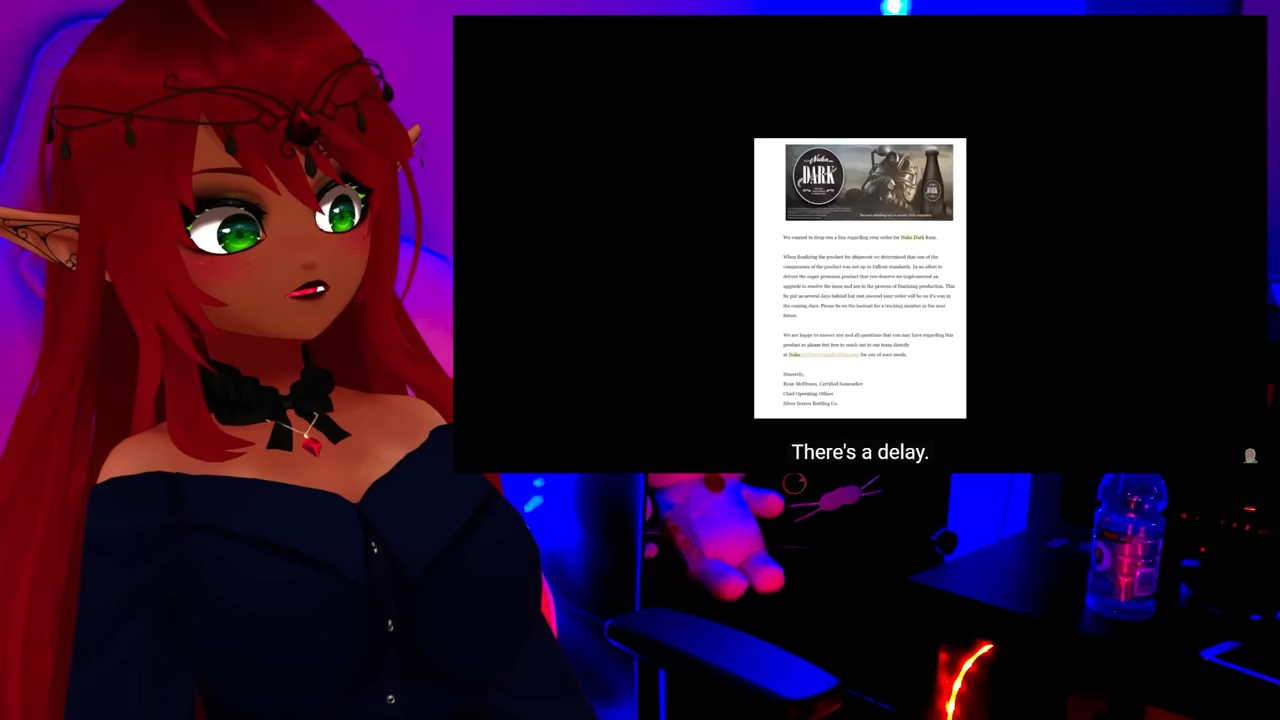 Nuka
DARK
We wanted to drop you a line regarding your order for Nuka Dark Rum.
When finalizing the product for shipment we determined that one of the
components of the product was not up to Fallout standards. In an effort to
deliver the super premium product that you deserve we implemented an
upgrade to resolve the issue and are in the process of finalizing production. This
fix put us several days behind but rest assured your order will be on it's way in
the coming days. Please be on the lookout for a tracking number in the near
future.
We are happy to answer any and all questions that you may have regarding this
product so please feel free to reach out to our team directly
at Nuka for any of your needs.
Sincerely,
Ryan McElveen, Certified Sommelier
Chief Operating Officer
Silver Screen Bottling Co.
There's a delay.